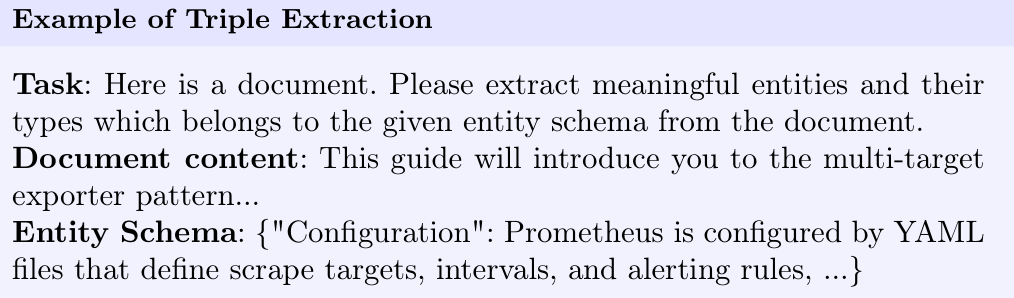 Example of Triple Extraction
Task: Here is a document. Please extract meaningful entities and their
types which belongs to the given entity schema from the document.
Document content: This guide will introduce you to the multi-target
exporter pattern...
Entity Schema: {"Configuration": Prometheus is configured by YAML
files that define scrape targets, intervals, and alerting rules, ...}